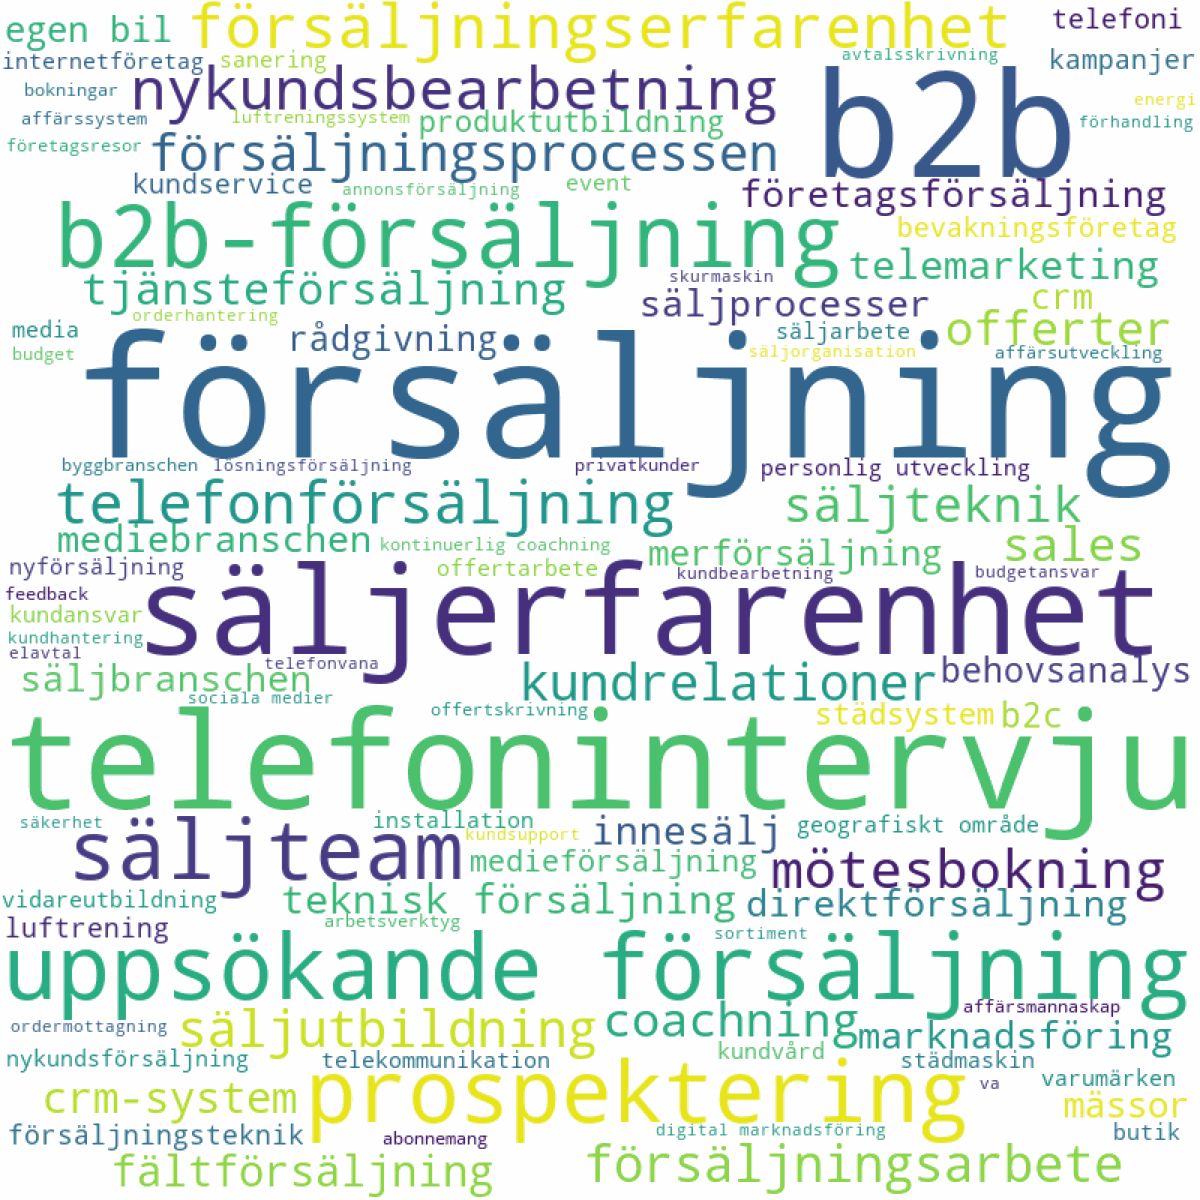 egen bil försäljningserfarenhet telefoni
internetföretag sanering avtalsskrivning kampanjer
bokningar nykundsbearbetning b2b energi
affärssystem luftreningssystem produktutbildning förhandling
företagsresor försäljningsprocessen
kundservice annonsförsäljning event företagsförsäljning
b2b-försäljning bevakningsföretag
tjänsteförsäljning skurmaskin telemarketing
orderhantering säljprocesser crm
media rådgivning säljarbete offerter
budget försäljning säljorganisation affärsutveckling
byggbranschen lösningsförsäljning privatkunder personlig utveckling
telefonförsäljning säljteknik
mediebranschen kontinuerlig coachning merförsäljning sales
nyförsäljning offertarbete kundbearbetning budgetansvar
feedback säljerfarenhet
kundansvar
kundhantering
elavtal telefonvana
säljbranschen kundrelationer behovsanalys
sociala medier offertskrivning städsystem b2c
telefonintervju
säkerhet installation
säljteam kundsupport innesälj geografiskt område
medieförsäljning mötesbokning
vidareutbildning teknisk försäljning direktförsäljning
luftrening arbetsverktyg sortiment
uppsökande försäljning
affärsmannaskap
ordermottagning säljutbildning coachning marknadsföring
nykundsförsäljning telekommunikation kundvård städmaskin
crm-system prospektering va varumärken
mässor
försäljningsteknik abonnemang digital marknadsföring butik
fältförsäljning försäljningsarbete